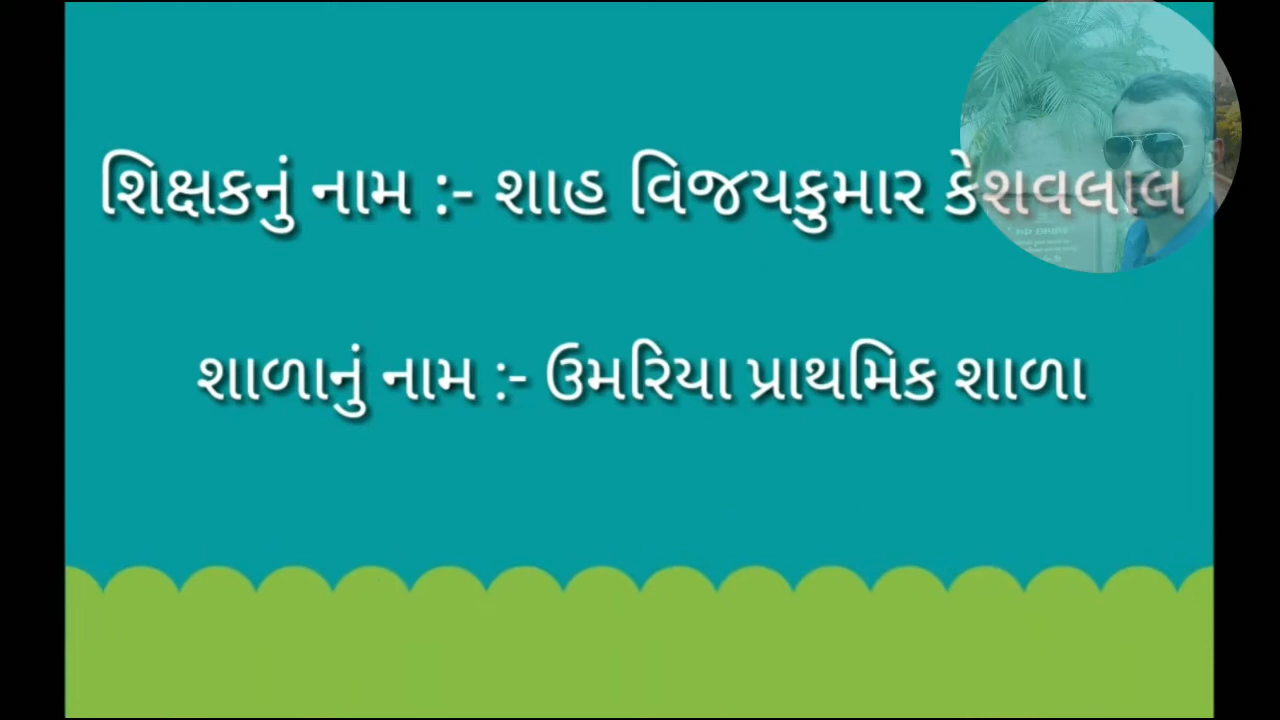 શિક્ષકનું નામ :- શાહ વિજયકુમાર કેશવલાલ
શાળાનું નામ :- ઉમરિયા પ્રાથમિક શાળા